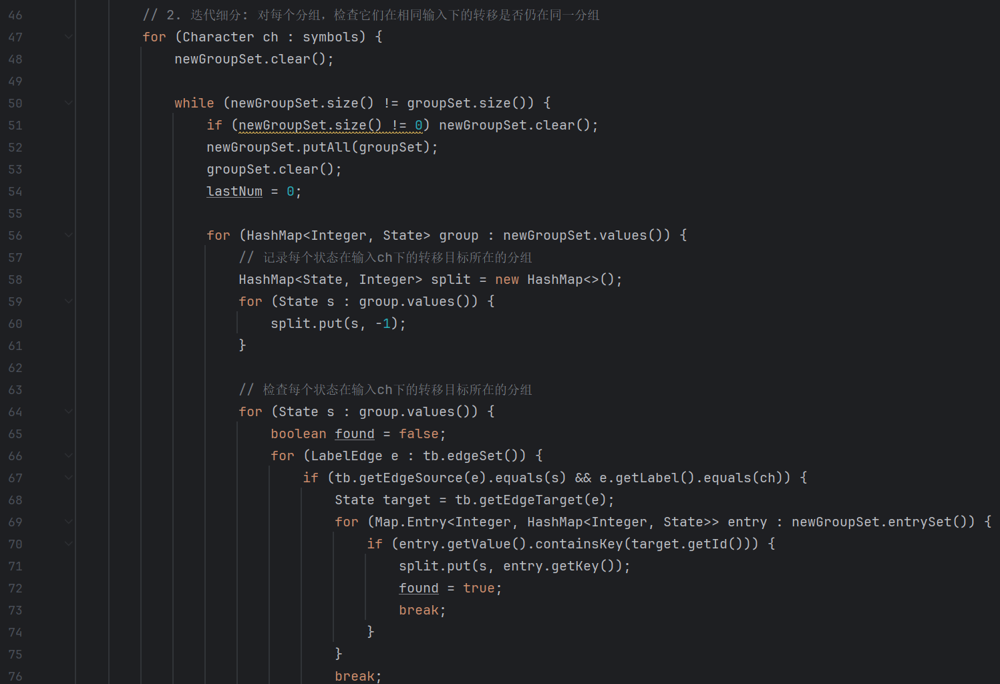 46 // 2. 迭代细分: 对每个分组，检查它们在相同输入下的转移是否仍在同一分组
47 for (Character ch : symbols) {
48 newGroupSet.clear();
49
50 while (newGroupSet.size() != groupSet.size()) {
51 if (newGroupSet.size() != 0) newGroupSet.clear();
52 newGroupSet.putAll(groupSet);
53 groupSet.clear();
54 lastNum = 0;
55
56 for (HashMap<Integer, State> group : newGroupSet.values()) {
57 // 记录每个状态在输入ch下的转移目标所在的分组
58 HashMap<State, Integer> split = new HashMap<>();
59 for (State s : group.values()) {
60 split.put(s, -1);
61 }
62
63 // 检查每个状态在输入ch下的转移目标所在的分组
64 for (State s : group.values()) {
65 boolean found = false;
66 for (LabelEdge e : tb.edgeSet()) {
67 if (tb.getEdgeSource(e).equals(s) && e.getLabel().equals(ch)) {
68 State target = tb.getEdgeTarget(e);
69 for (Map.Entry<Integer, HashMap<Integer, State>> entry : newGroupSet.entrySet()) {
70 if (entry.getValue().containsKey(target.getId())) {
71 split.put(s, entry.getKey());
72 found = true;
73 break;
74 }
75 }
76 break;